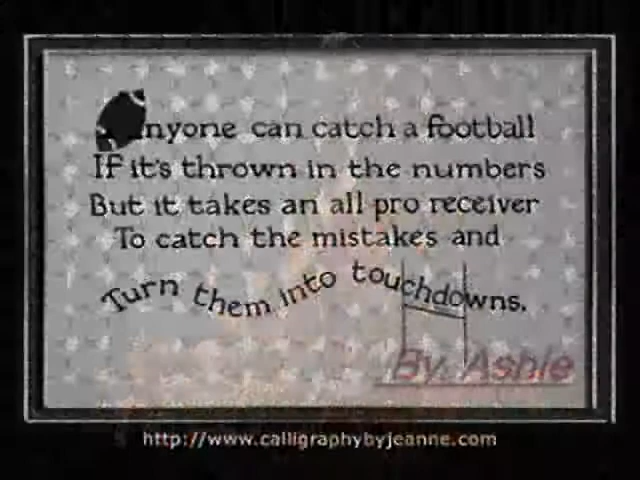 Anyone can catch a football
If it's thrown in the numbers
But it takes an all pro receiver
To catch the mistakes and
Turn them into touchdowns.
By Ashle
http://www.calligraphybyjeanne.com